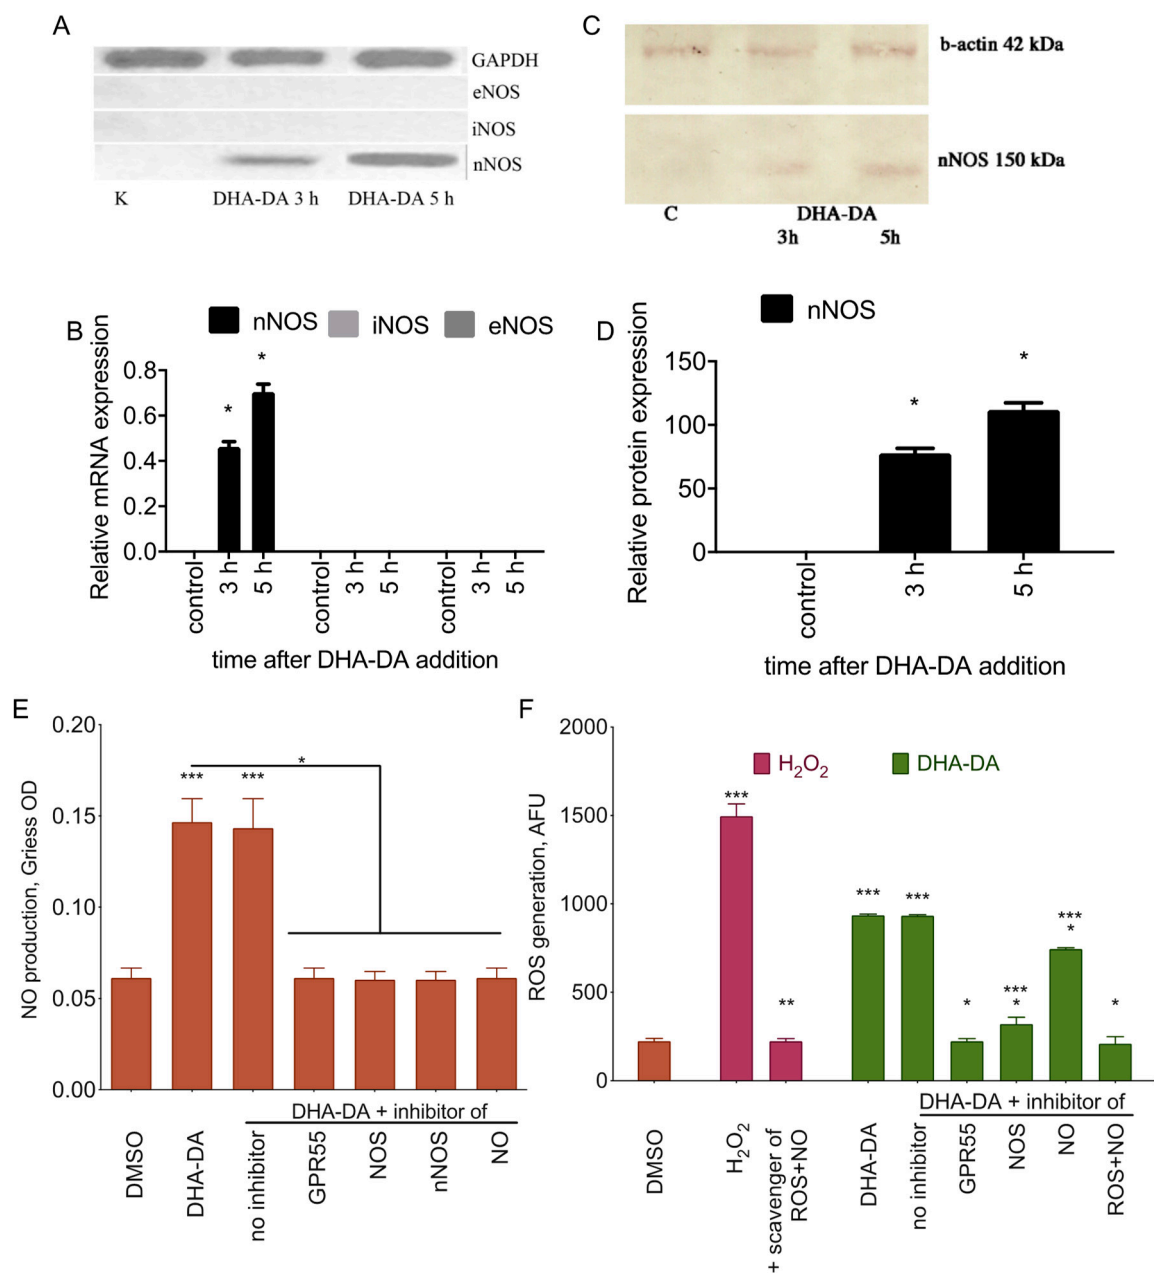 A
GAPDH
eNOS
iNOS
nNOS
K DHA-DA 3 h DHA-DA 5 h
C
b-actin 42 kDa
nNOS 150 kDa
C DHA-DA
3h 5h
B
nNOS iNOS eNOS
Relative mRNA expression
0.8
0.6
0.4
0.2
0.0
*
*
control
3 h
5 h
control
3 h
5 h
control
3 h
5 h
time after DHA-DA addition
D
nNOS
Relative protein expression
150
100
50
0
*
*
control
3 h
5 h
time after DHA-DA addition
E
NO production, Griess OD
0.20
0.15
0.10
0.05
0.00
***
***
*
DHA-DA + inhibitor of
DMSO
DHA-DA
no inhibitor
GPR55
NOS
nNOS
NO
F
ROS generation, AFU
2000
1500
1000
500
0
H₂O₂ DHA-DA
***
**
***
***
*
***
*
***
*
*
DHA-DA + inhibitor of
DMSO
H₂O₂
+ scavenger of
ROS+NO
DHA-DA
no inhibitor
GPR55
NOS
NO
ROS+NO